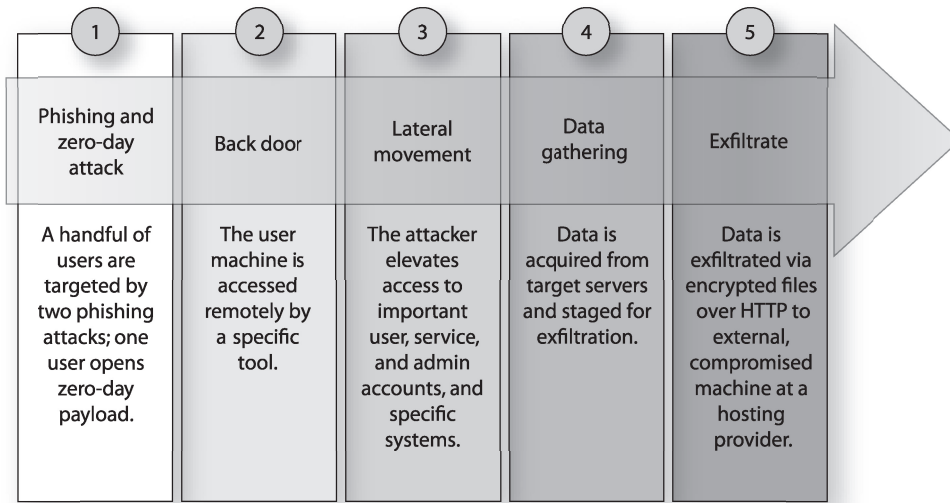 1
Phishing and
zero-day
attack
A handful of
users are
targeted by
two phishing
attacks; one
user opens
zero-day
payload.
2
Back door
The user
machine is
accessed
remotely by
a specific
tool.
3
Lateral
movement
The attacker
elevates
access to
important
user, service,
and admin
accounts, and
specific
systems.
4
Data
gathering
Data is
acquired from
target servers
and staged for
exfiltration.
5
Exfiltrate
Data is
exfiltrated via
encrypted files
over HTTP to
external,
compromised
machine at a
hosting
provider.